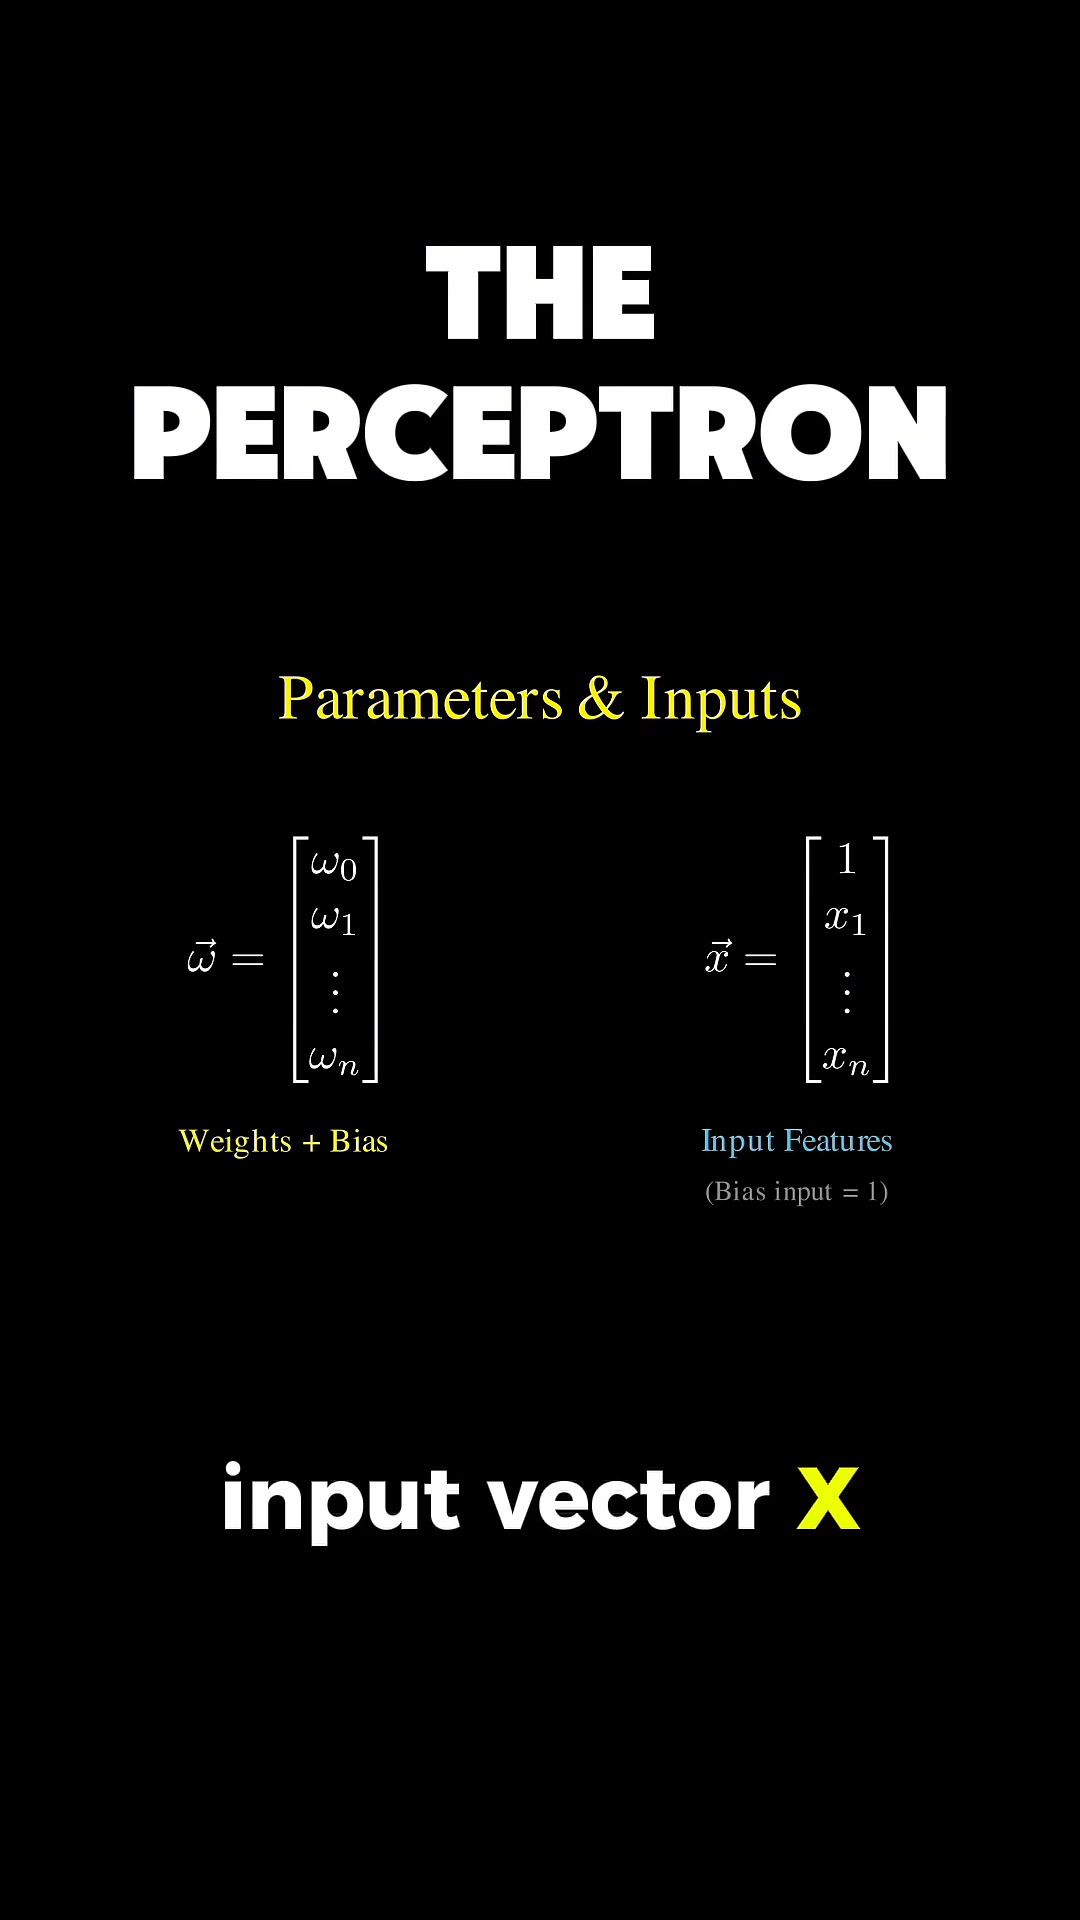 THE
PERCEPTRON
Parameters & Inputs
ω⃗ = [ω₀ ω₁ ⋮ ωₙ]
x⃗ = [1 x₁ ⋮ xₙ]
Weights + Bias
Input Features
(Bias input = 1)
input vector X